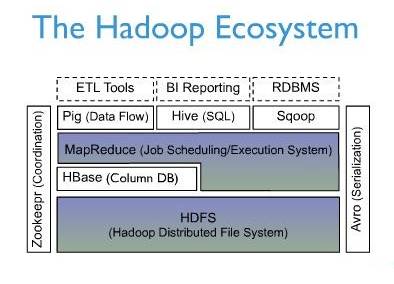 The Hadoop Ecosystem
ETL Tools
BI Reporting
RDBMS
Pig (Data Flow)
Hive (SQL)
Sqoop
MapReduce (Job Scheduling/Execution System)
HBase (Column DB)
HDFS
(Hadoop Distributed File System)
Zookeepr (Coordination)
Avro (Serialization)